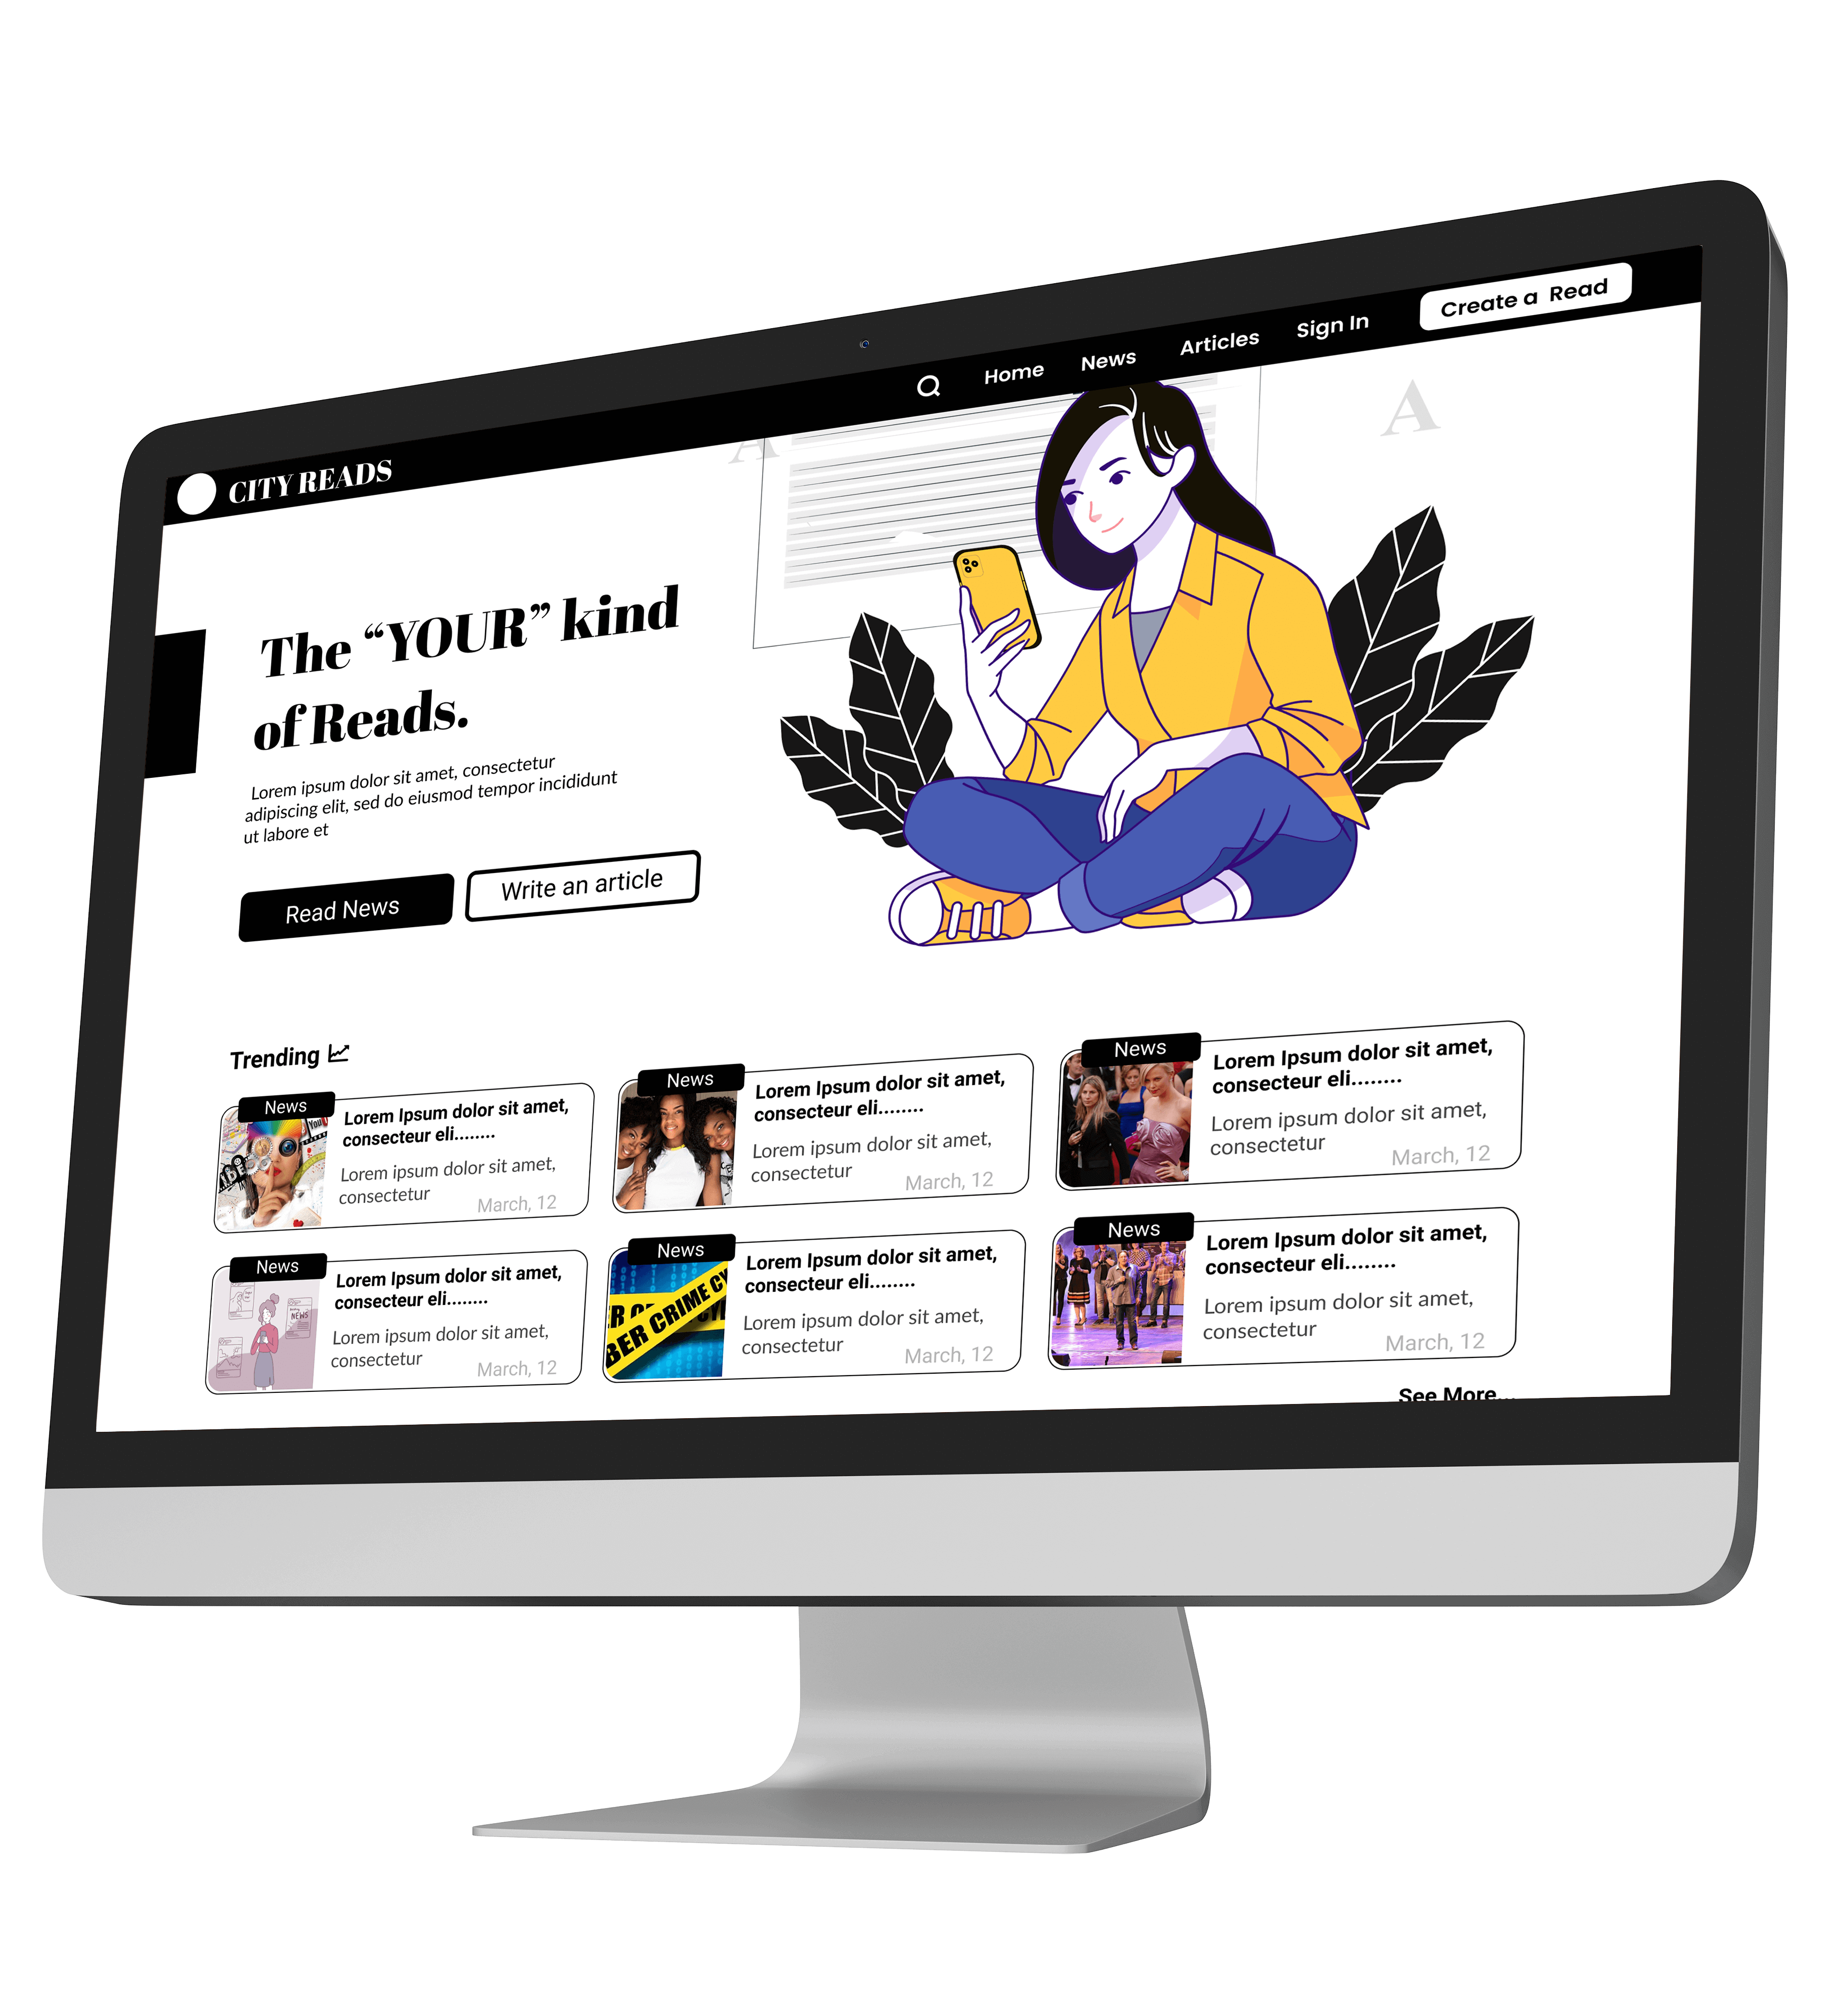 CITY READS
Home
News
Articles
Sign In
Create a Read
A
A
The “YOUR” kind
of Reads.
Lorem ipsum dolor sit amet, consectetur
adipiscing elit, sed do eiusmod tempor incididunt
ut labore et
Read News
Write an article
Trending
News
Lorem Ipsum dolor sit amet,
consecteur eli........
Lorem ipsum dolor sit amet,
consectetur
March, 12
News
Lorem Ipsum dolor sit amet,
consecteur eli........
Lorem ipsum dolor sit amet,
consectetur
March, 12
News
Lorem Ipsum dolor sit amet,
consecteur eli........
Lorem ipsum dolor sit amet,
consectetur
March, 12
News
NEWS
Lorem Ipsum dolor sit amet,
consecteur eli........
Lorem ipsum dolor sit amet,
consectetur
March, 12
News
BER CRIME CY
Lorem Ipsum dolor sit amet,
consecteur eli........
Lorem ipsum dolor sit amet,
consectetur
March, 12
News
Lorem Ipsum dolor sit amet,
consecteur eli........
Lorem ipsum dolor sit amet,
consectetur
March, 12
See More...